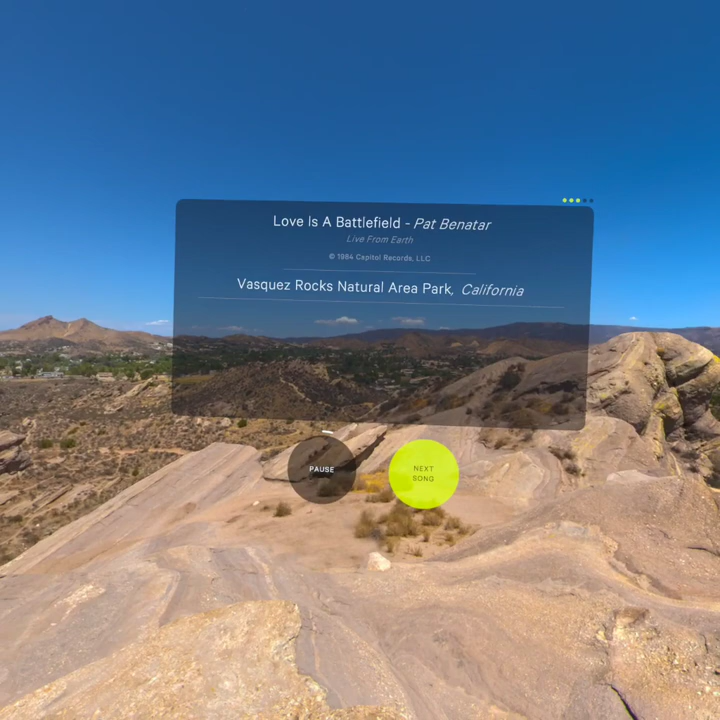 Love Is A Battlefield - Pat Benatar
Live From Earth
© 1984 Capitol Records, LLC
Vasquez Rocks Natural Area Park, California
PAUSE
NEXT
SONG